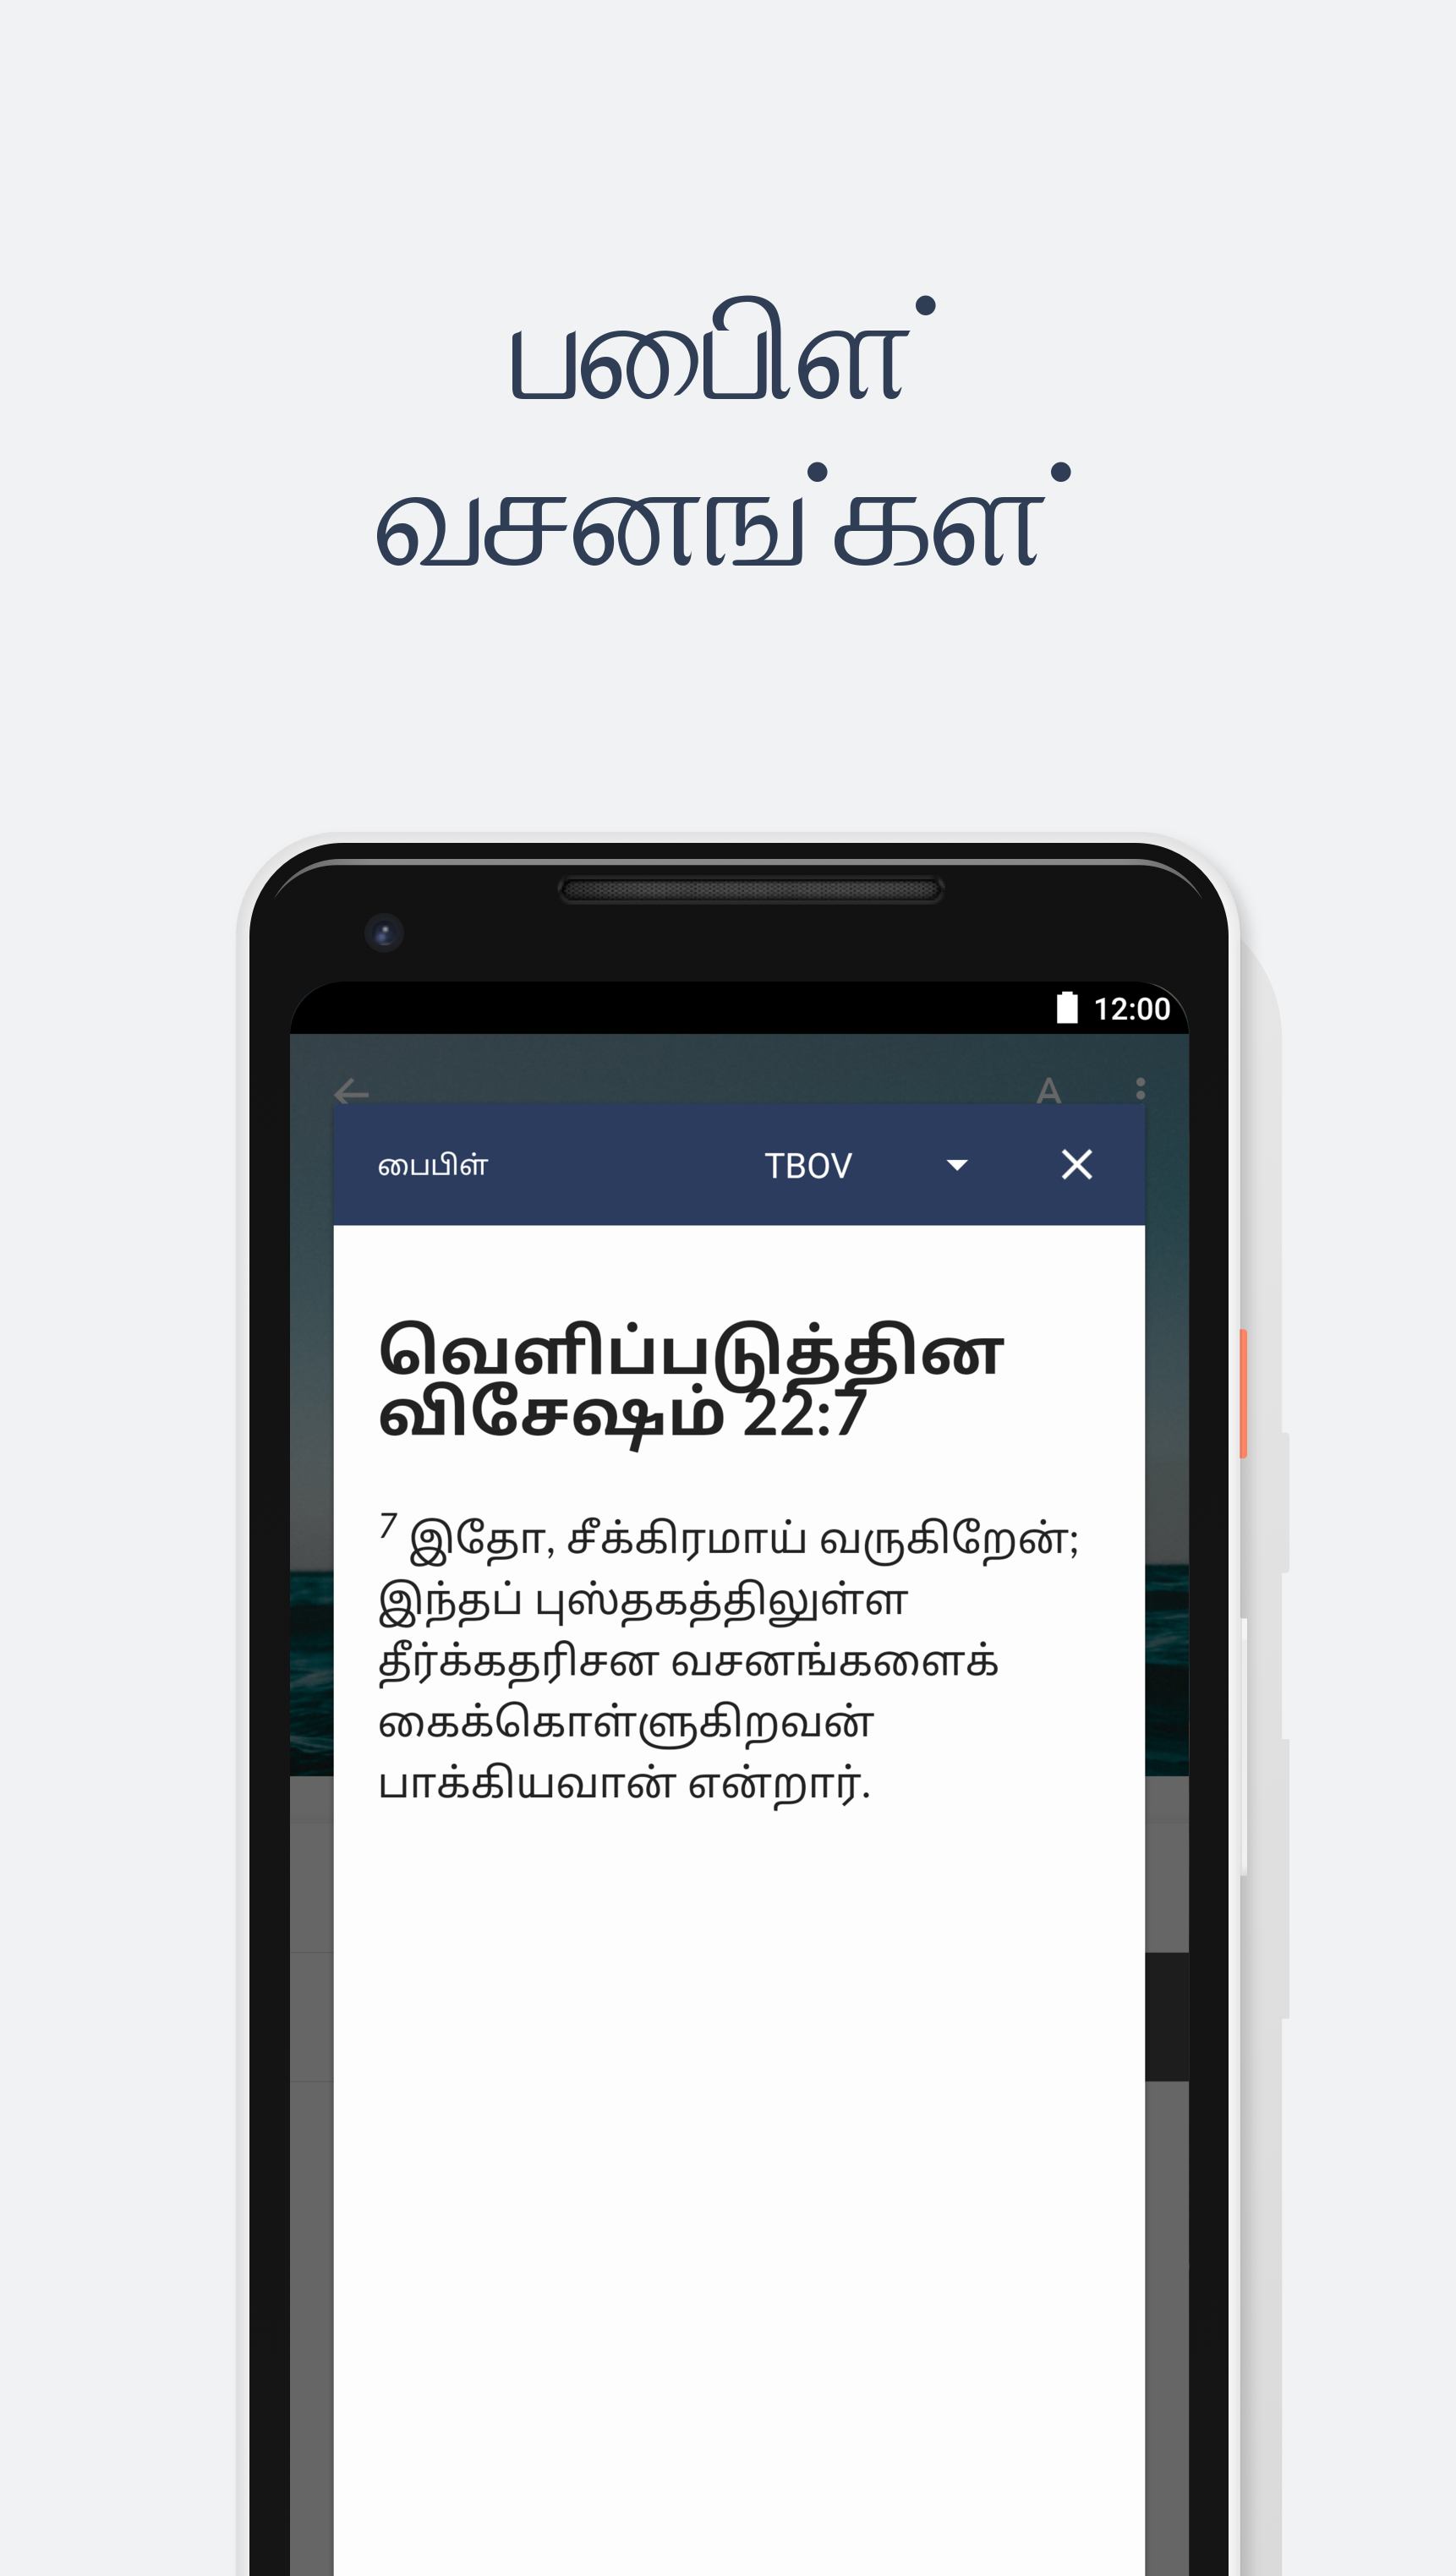 பைபிள்
வசனங்கள்
12:00
A
பைபிள் TBOV
வெளிப்படுத்தின
விசேஷம் 22:7
7 இதோ, சீக்கிரமாய் வருகிறேன்;
இந்தப் புஸ்தகத்திலுள்ள
தீர்க்கதரிசன வசனங்களைக்
கைக்கொள்ளுகிறவன்
பாக்கியவான் என்றார்.